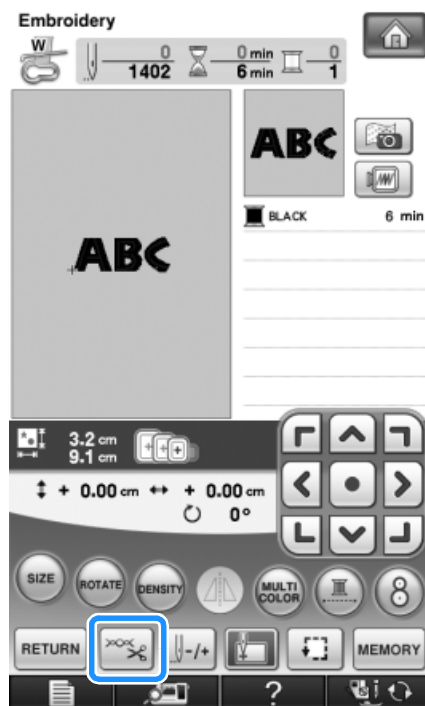 Embroidery
W
0 0 min 0
1402 6 min 1
ABC
ABC
BLACK 6 min
3.2 cm
9.1 cm
+ 0.00 cm + 0.00 cm
0°
SIZE ROTATE DENSITY MULTI COLOR 8
RETURN -/+ MEMORY
? i